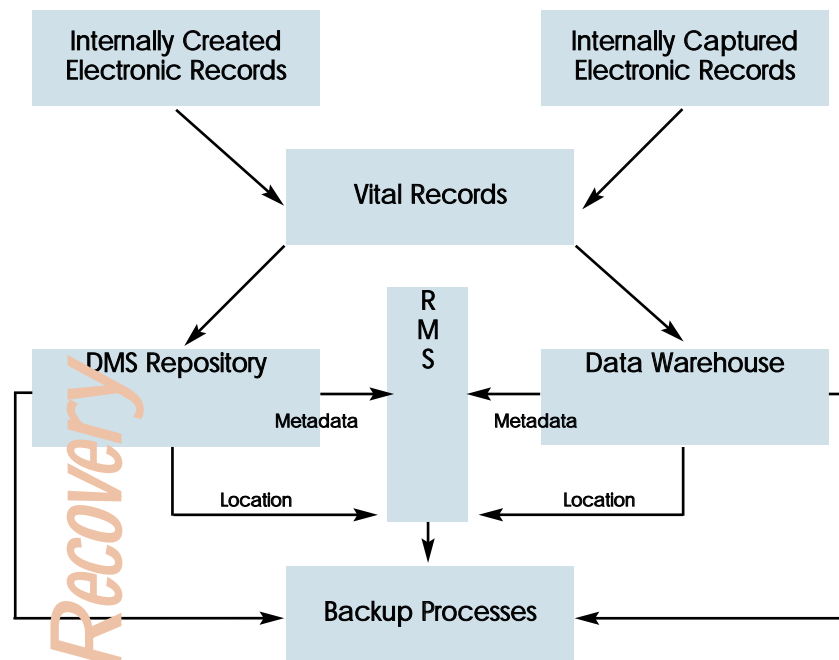 Internally Created
Electronic Records
Internally Captured
Electronic Records
Vital Records
R
M
S
DMS Repository
Data Warehouse
Metadata
Metadata
Location
Location
Recovery
Backup Processes